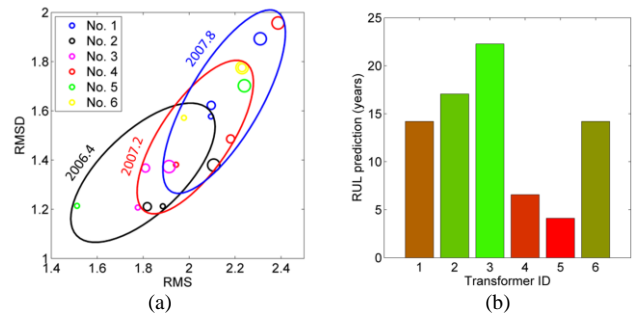 2
1.8
1.6
1.4
1.2
1
RMSD
No. 1
No. 2
No. 3
No. 4
No. 5
No. 6
2006.4
2007.2
2007.8
1.4 1.6 1.8 2 2.2 2.4
RMS
(a)
25
20
15
10
5
0
RUL prediction (years)
1 2 3 4 5 6
Transformer ID
(b)